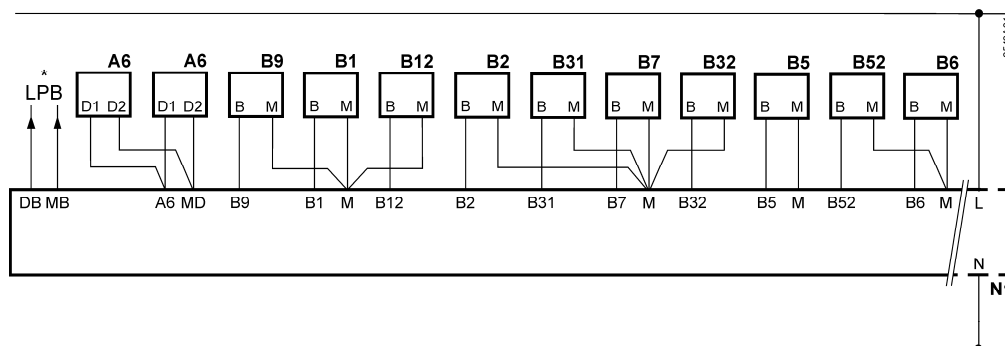 A6 A6 B9 B1 B12 B2 B31 B7 B32 B5 B52 B6
*
LPB
D1 D2 D1 D2 B M B M B M B M B M B M B M B M B M B M
DB MB A6 MD B9 B1 M B12 B2 B31 B7 M B32 B5 M B52 B6 M L
N